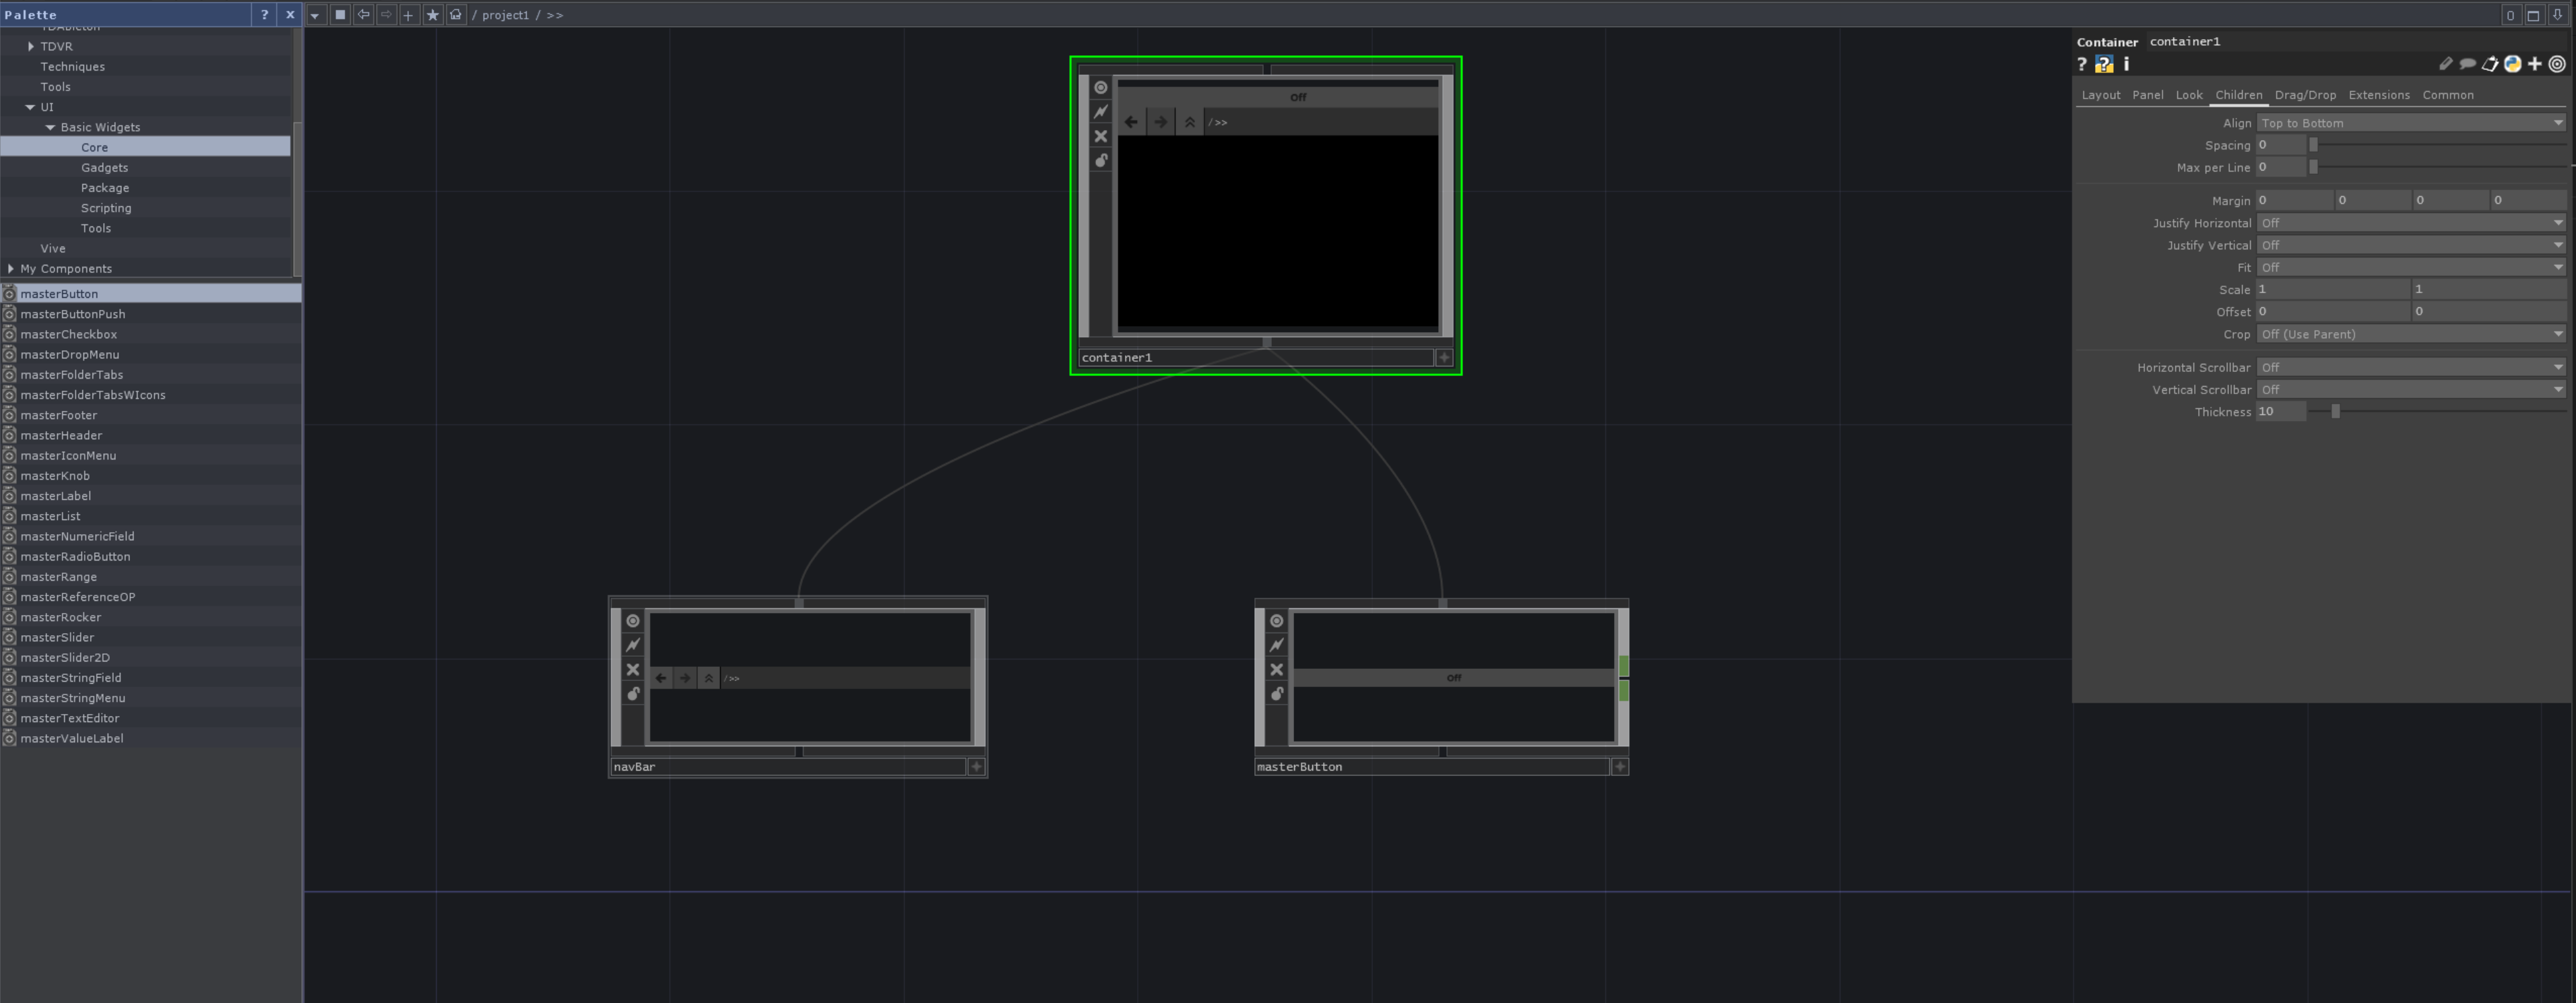 Palette ? x
/ project1 / >>
0
TDAbleton
TDVR
Techniques
Tools
UI
Basic Widgets
Core
Gadgets
Package
Scripting
Tools
Vive
My Components
masterButton
masterButtonPush
masterCheckbox
masterDropMenu
masterFolderTabs
masterFolderTabsWIcons
masterFooter
masterHeader
masterIconMenu
masterKnob
masterLabel
masterList
masterNumericField
masterRadioButton
masterRange
masterReferenceOP
masterRocker
masterSlider
masterSlider2D
masterStringField
masterStringMenu
masterTextEditor
masterValueLabel
Off
/>>
container1
/>>
navBar
Off
masterButton
Container container1
? ? i
Layout Panel Look Children Drag/Drop Extensions Common
Align Top to Bottom
Spacing 0
Max per Line 0
Margin 0 0 0 0
Justify Horizontal Off
Justify Vertical Off
Fit Off
Scale 1 1
Offset 0 0
Crop Off (Use Parent)
Horizontal Scrollbar Off
Vertical Scrollbar Off
Thickness 10